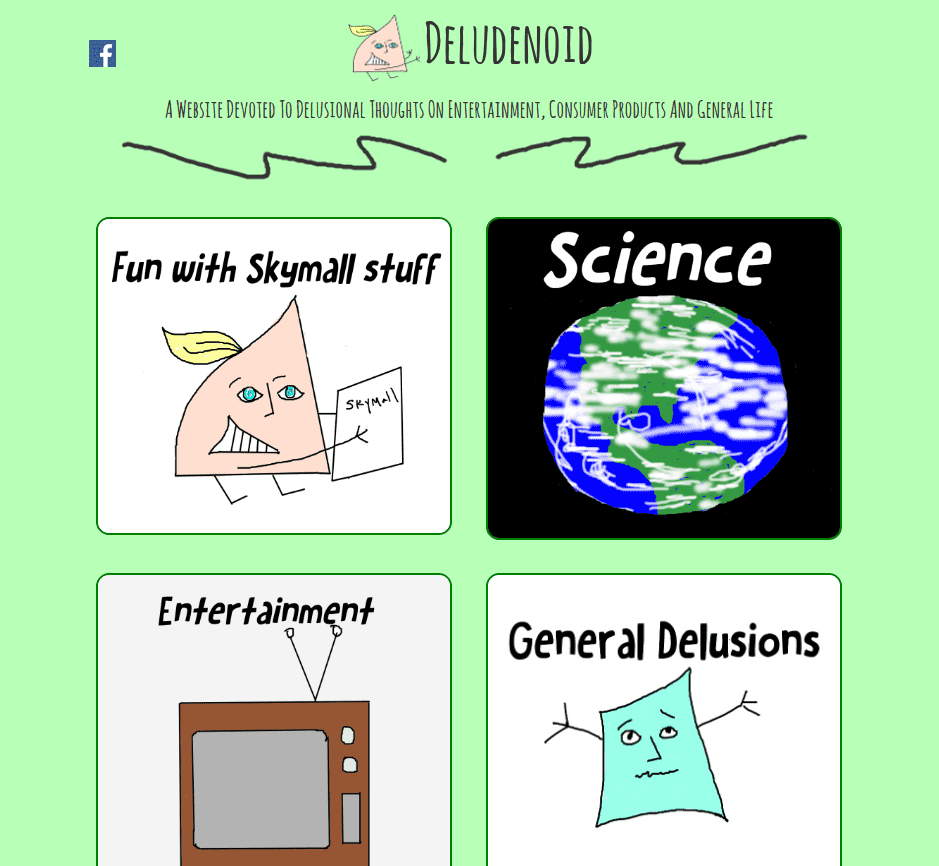 Deludenoid
A Website Devoted To Delusional Thoughts On Entertainment, Consumer Products And General Life
Fun with Skymall stuff
SKYMall
Science
Entertainment
General Delusions